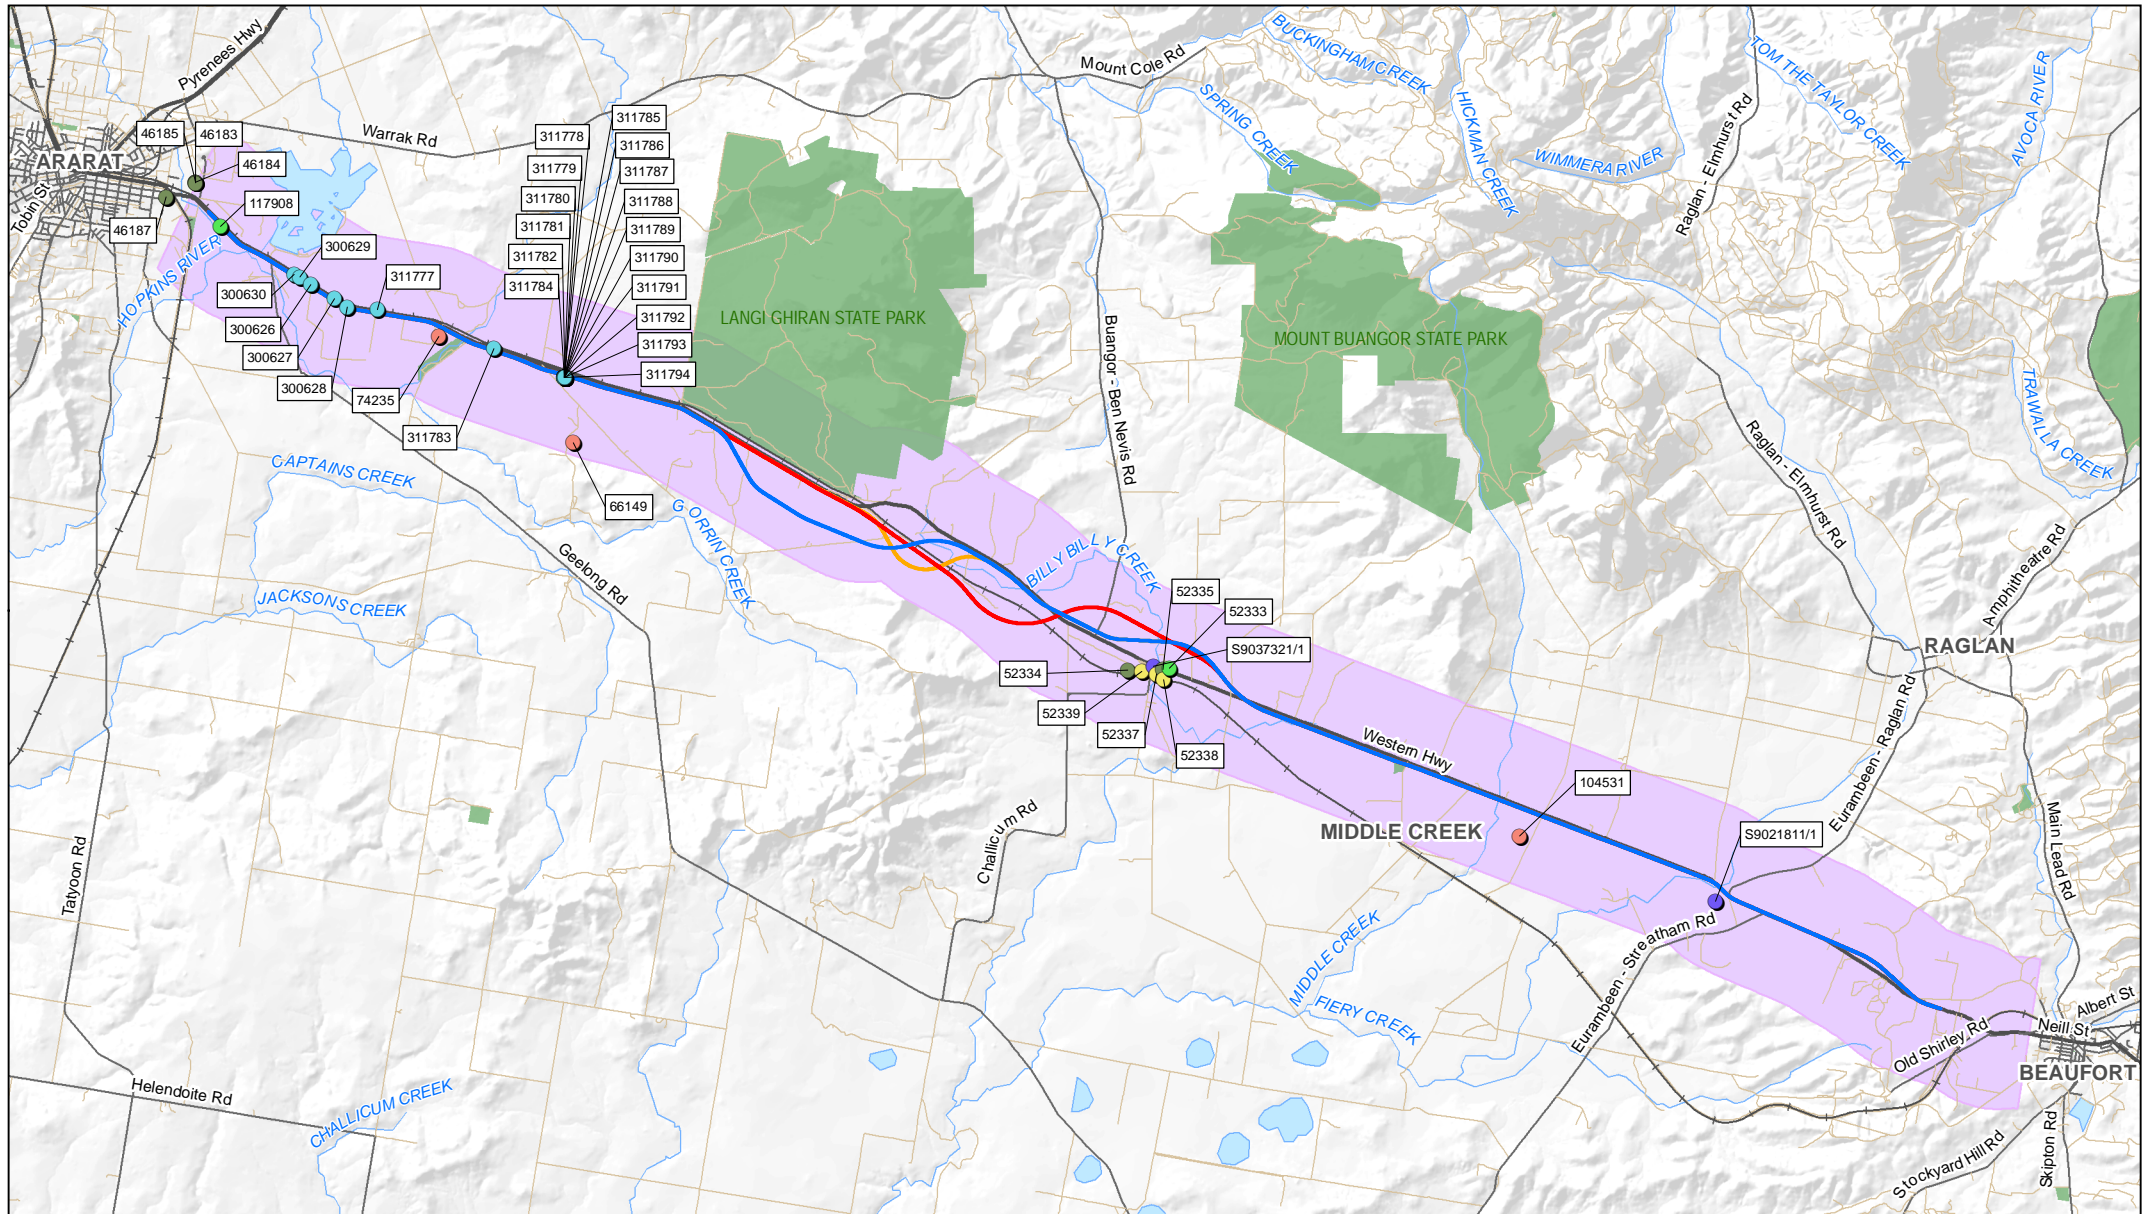 Pyrenees Hwy
Mount Cole Rd
BUCKINGHAM CREEK
TOM THE TAYLOR CREEK
AVOCA RIVER
SPRING CREEK
HICKMAN CREEK
WIMMERA RIVER
Raglan - Elmhurst Rd
46185
46183
Warrak Rd
ARARAT
46184
Tobin St
117908
46187
HOPKINS RIVER
300629
311777
300630
300626
300627
300628
74235
311783
311778
311779
311780
311781
311782
311784
311785
311786
311787
311788
311789
311790
311791
311792
311793
311794
LANGI GHIRAN STATE PARK
MOUNT BUANGOR STATE PARK
Buangor - Ben Nevis Rd
TRAWALLA CREEK
Raglan - Elmhurst Rd
CAPTAINS CREEK
66149
GORRIN CREEK
Geelong Rd
JACKSONS CREEK
BILLY BILLY CREEK
Amphitheatre Rd
52335
52333
S9037321/1
RAGLAN
52334
52339
52337
52338
Western Hwy
Eurambeen - Raglan Rd
104531
MIDDLE CREEK
S9021811/1
Challicum Rd
Main Lead Rd
Tatyoon Rd
MIDDLE CREEK
FIERY CREEK
Eurambeen - Streatham Rd
Albert St
Neill St
Old Shirley Rd
BEAUFORT
Helendoite Rd
CHALLICUM CREEK
Stockyard Hill Rd
Skipton Rd